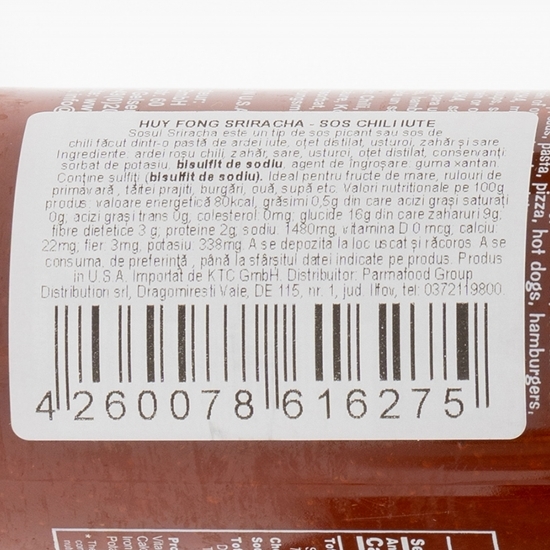 HUY FONG SRIRACHA - SOS CHILI IUTE
Sosul Sriracha este un tip de sos picant sau sos de
chili făcut dintr-o pastă de ardei iute, oțet distilat, usturoi, zahăr și sare
Ingrediente: ardei roșu chili, zahăr, sare, usturoi, oțet distilat, conservanți
sorbat de potasiu, bisulfit de sodiu, agent de îngroșare, guma xantan.
Conține sulfiți (bisulfit de sodiu). Ideal pentru fructe de mare, rulouri de
primăvară, tăiței prajiți, burgări, ouă, supă etc. Valori nutritionale pe 100g
produs: valoare energetică 80kcal, grăsimi 0,5g din care acizi grași saturați
0g, acizi grași trans 0g, colesterol: 0mg, glucide 16g din care zaharuri 9g,
fibre dietetice 3 g, proteine 2g, sodiu: 1480mg, vitamina D 0 mcg, calciu:
22mg, fier: 3mg, potasiu: 338mg. A se depozita la loc uscat și răcoros. A se
consuma, de preferință, până la sfârșitul datei indicate pe produs. Produs
in U.S.A. Importat de KTC GmbH. Distribuitor: Parmafood Group
Distribution srl, Dragomiresti Vale, DE 115, nr. 1, jud. Ilfov, tel: 0372119800.
4 260078 616275
pasta, pizza, hot dogs, hamburgers,